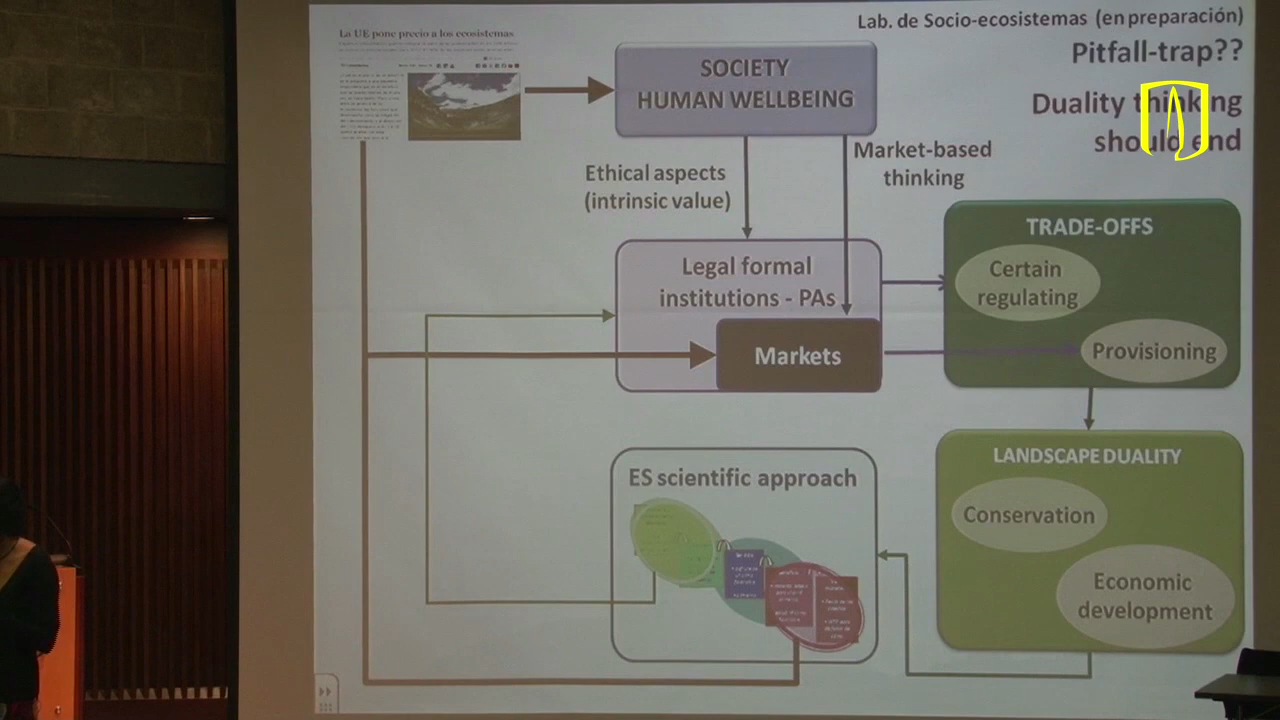 La UE pone precio a los ecosistemas
Lab. de Socio-ecosistemas (en preparación)
Pitfall-trap??
Duality thinking
should end
SOCIETY
HUMAN WELLBEING
Ethical aspects
(intrinsic value)
Market-based
thinking
Legal formal
institutions - PAs
Markets
TRADE-OFFS
Certain
regulating
Provisioning
LANDSCAPE DUALITY
Conservation
Economic
development
ES scientific approach